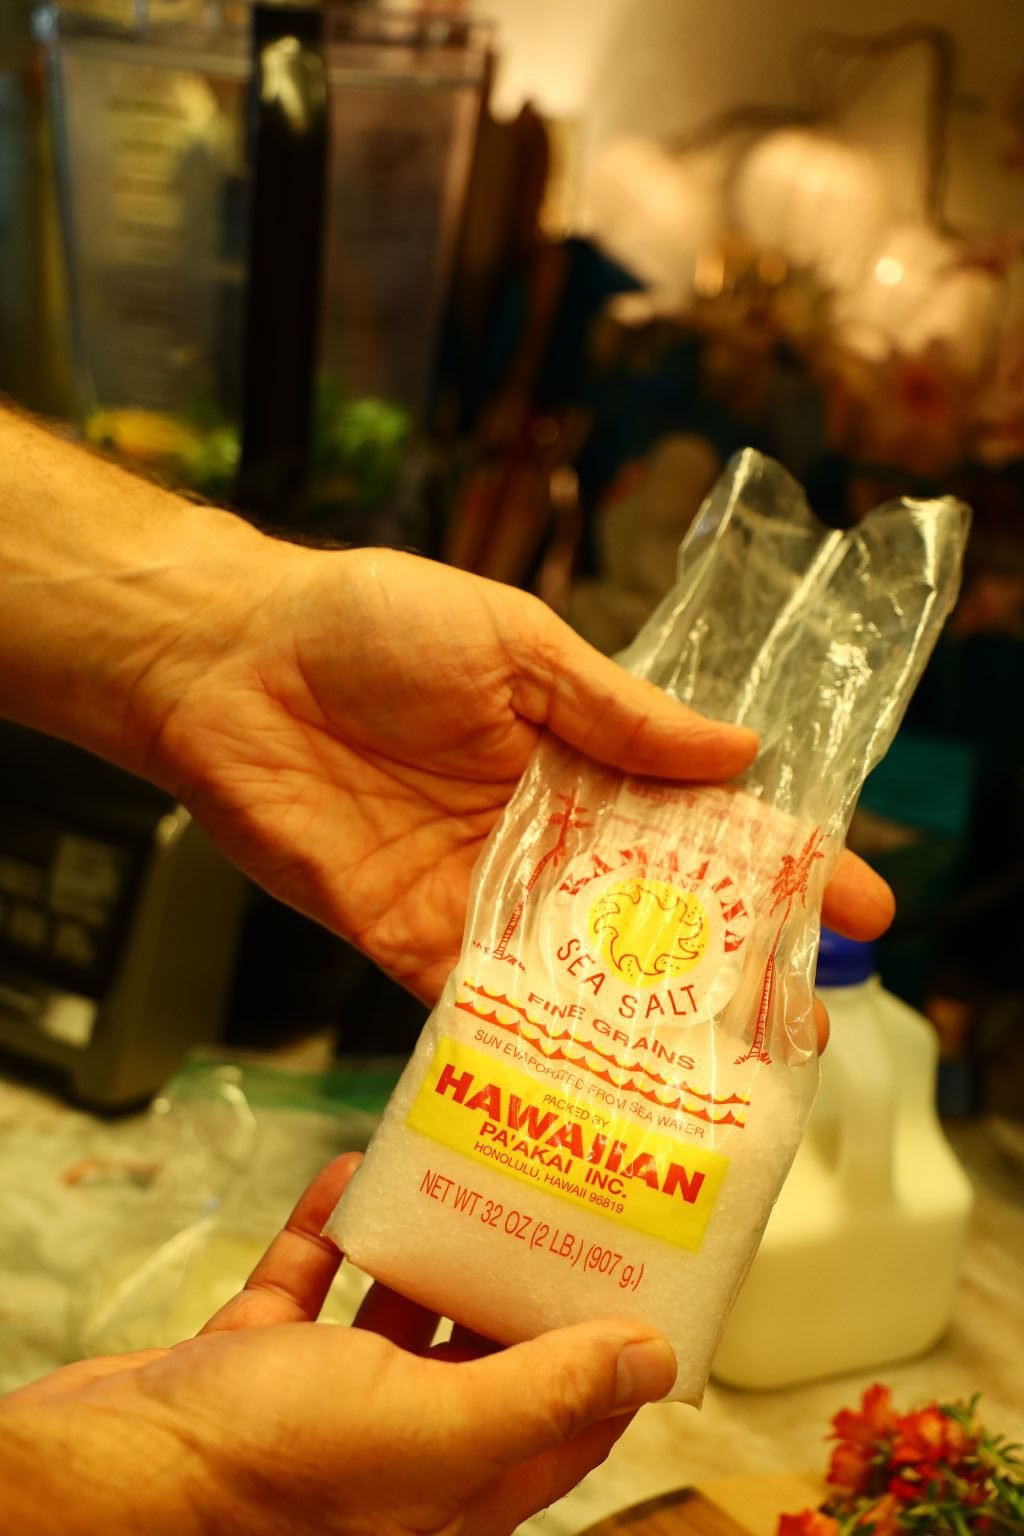 KAMAAINA
SEA SALT
FINE GRAINS
SUN EVAPORATED FROM SEA WATER
PACKED BY
HAWAIIAN
PA'AKAI INC.
HONOLULU, HAWAII 96819
NET WT 32 OZ (2 LB.) (907 g.)